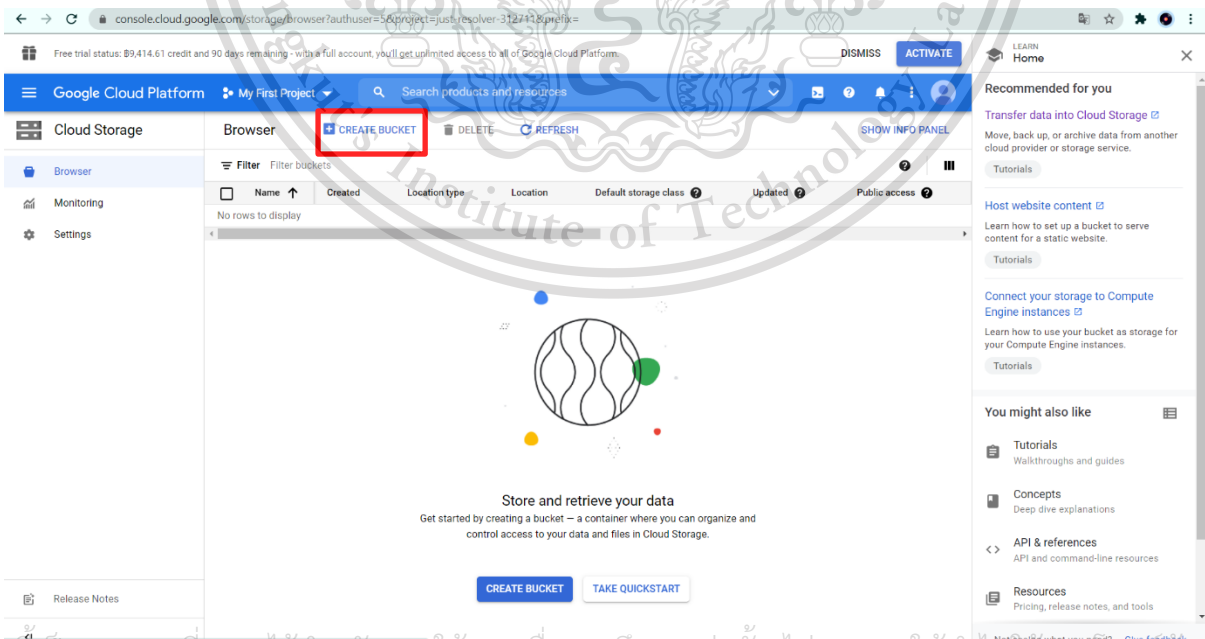 console.cloud.google.com/storage/browser?authuser=5&project=just-resolver-312711&prefix=
Free trial status: ฿9,414.61 credit and 90 days remaining - with a full account, you'll get unlimited access to all of Google Cloud Platform.
DISMISS
ACTIVATE
LEARN
Home
Google Cloud Platform
My First Project
Search products and resources
Cloud Storage
Browser
CREATE BUCKET
DELETE
REFRESH
SHOW INFO PANEL
Browser
Monitoring
Settings
Filter Filter buckets
Name Created Location type Location Default storage class Updated Public access
No rows to display
Institute of Technology
Store and retrieve your data
Get started by creating a bucket — a container where you can organize and
control access to your data and files in Cloud Storage.
CREATE BUCKET
TAKE QUICKSTART
Release Notes
Recommended for you
Transfer data into Cloud Storage
Move, back up, or archive data from another
cloud provider or storage service.
Tutorials
Host website content
Learn how to set up a bucket to serve
content for a static website.
Tutorials
Connect your storage to Compute
Engine instances
Learn how to use your bucket as storage for
your Compute Engine instances.
Tutorials
You might also like
Tutorials
Walkthroughs and guides
Concepts
Deep dive explanations
API & references
API and command-line resources
Resources
Pricing, release notes, and tools